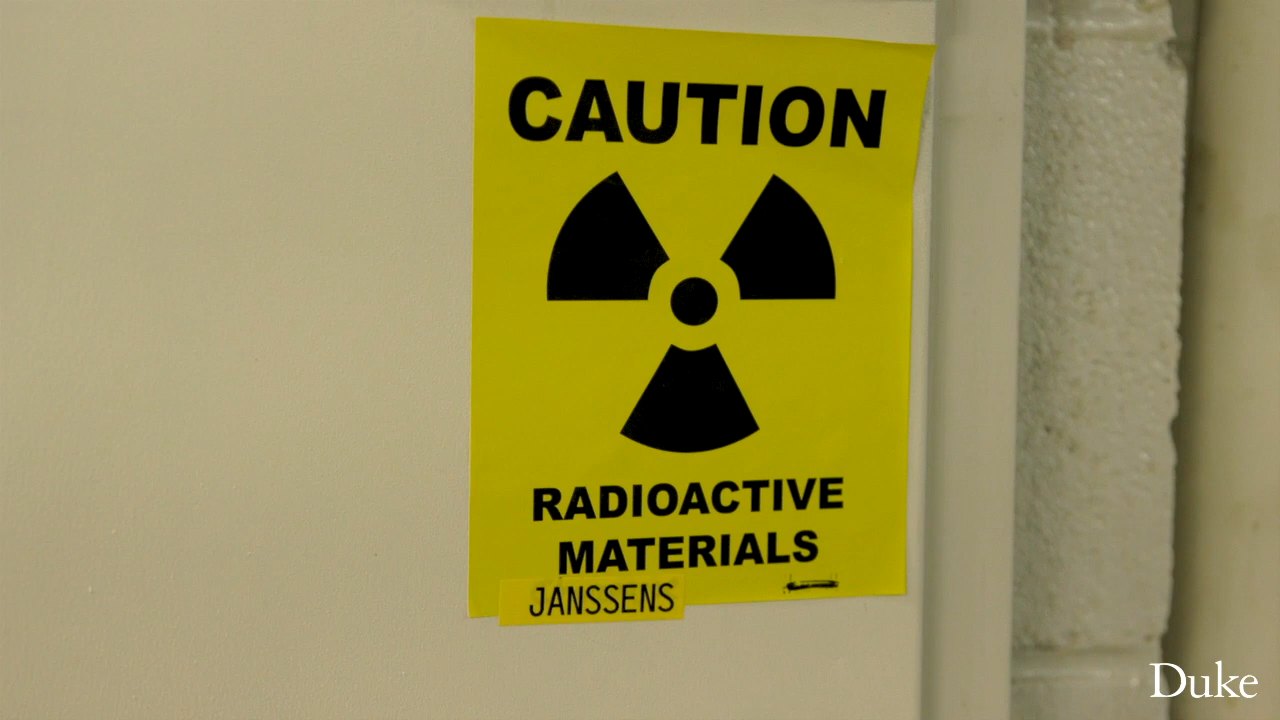 CAUTION
RADIOACTIVE
MATERIALS
JANSSENS
Duke